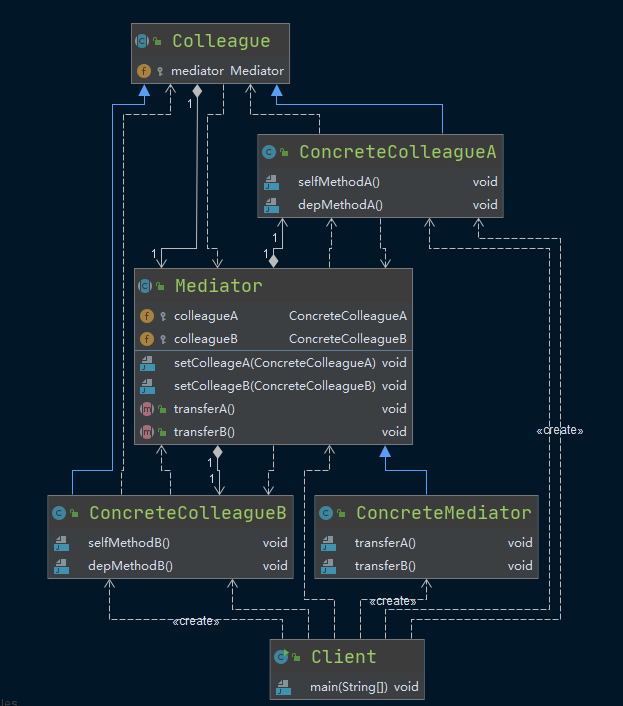 Colleague
mediator Mediator
1
ConcreteColleagueA
selfMethodA() void
depMethodA() void
1
1
1
Mediator
colleagueA ConcreteColleagueA
colleagueB ConcreteColleagueB
setColleageA(ConcreteColleagueA) void
setColleageB(ConcreteColleagueB) void
transferA() void
transferB() void
«create»
1
1
ConcreteColleagueB
selfMethodB() void
depMethodB() void
ConcreteMediator
transferA() void
transferB() void
«create»
«create»
Client
main(String[]) void